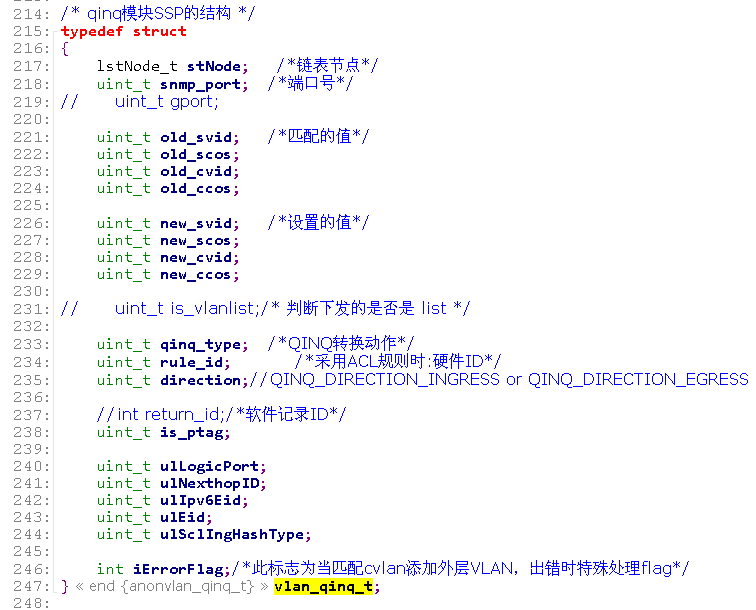 214: /* qinq模块SSP的结构 */
215: typedef struct
216: {
217:     lstNode_t stNode;   /*链表节点*/
218:     uint_t snmp_port;  /*端口号*/
219: //    uint_t gport;
220:
221:     uint_t old_svid;   /*匹配的值*/
222:     uint_t old_scos;
223:     uint_t old_cvid;
224:     uint_t old_ccos;
225:
226:     uint_t new_svid;   /*设置的值*/
227:     uint_t new_scos;
228:     uint_t new_cvid;
229:     uint_t new_ccos;
230:
231: //    uint_t is_vlanlist;/* 判断下发的是否是 list */
232:
233:     uint_t qinq_type;  /*QINQ转换动作*/
234:     uint_t rule_id;       /*采用ACL规则时:硬件ID*/
235:     uint_t direction;//QINQ_DIRECTION_INGRESS or QINQ_DIRECTION_EGRESS
236:
237:     //int return_id;/*软件记录ID*/
238:     uint_t is_ptag;
239:
240:     uint_t ulLogicPort;
241:     uint_t ulNexthopID;
242:     uint_t ulIpv6Eid;
243:     uint_t ulEid;
244:     uint_t ulSclIngHashType;
245:
246:     int iErrorFlag;/*此标志为当匹配cvlan添加外层VLAN，出错时特殊处理flag*/
247: } « end {anonvlan_qinq_t} » vlan_qinq_t;
248: